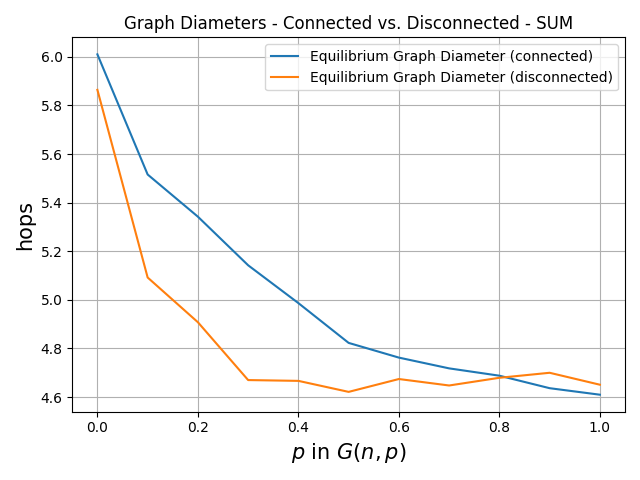 Graph Diameters - Connected vs. Disconnected - SUM
Equilibrium Graph Diameter (connected)
Equilibrium Graph Diameter (disconnected)
hops
6.0
5.8
5.6
5.4
5.2
5.0
4.8
4.6
0.0 0.2 0.4 0.6 0.8 1.0
p in G(n, p)